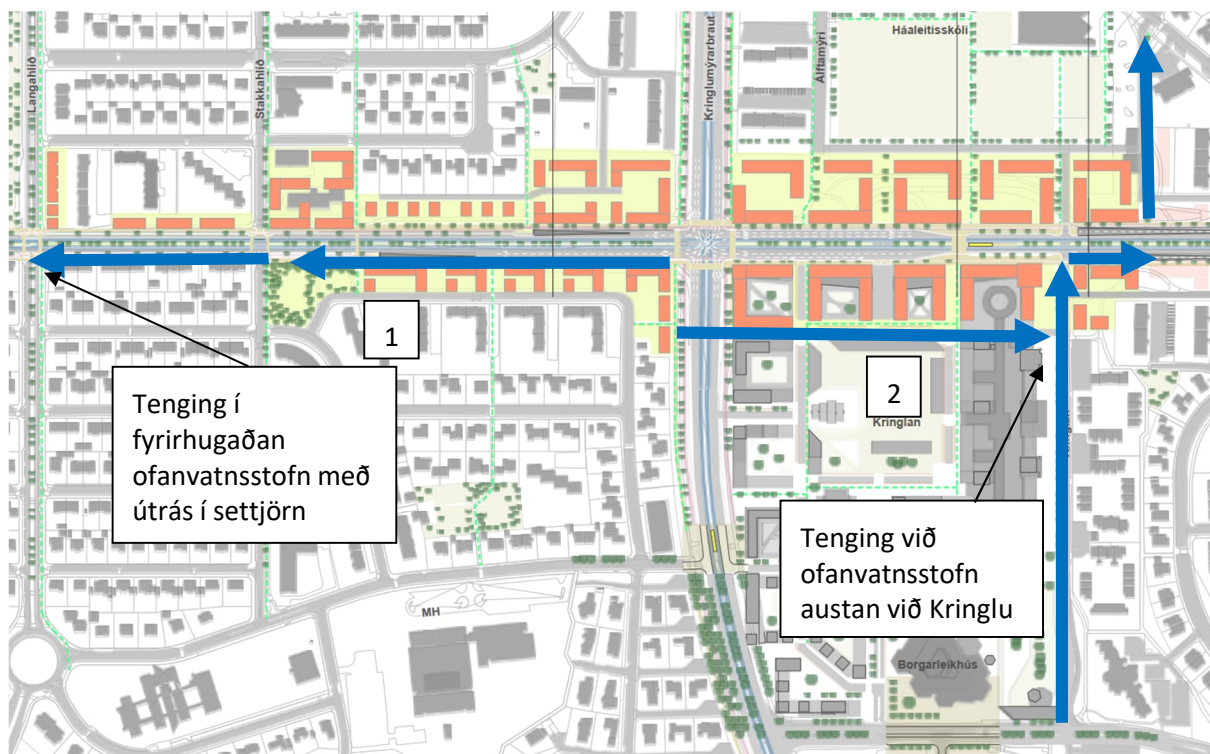 Háaleitisskóli
Langahlíð
Stakkahlíð
Kringlumýrarbraut
Álftamýri
1
2
Kringlan
Tenging í
fyrirhugaðan
ofanvatnsstofn með
útrás í settjörn
Tenging við
ofanvatnsstofn
austan við Kringlu
MH
Borgarleikhús